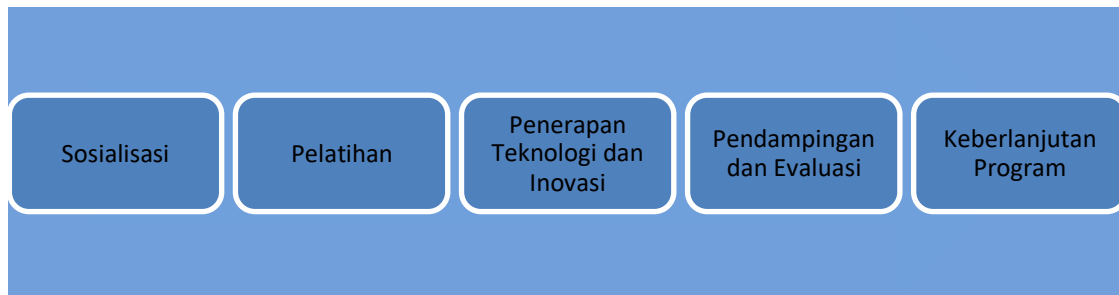 Sosialisasi
Pelatihan
Penerapan
Teknologi dan
Inovasi
Pendampingan
dan Evaluasi
Keberlanjutan
Program